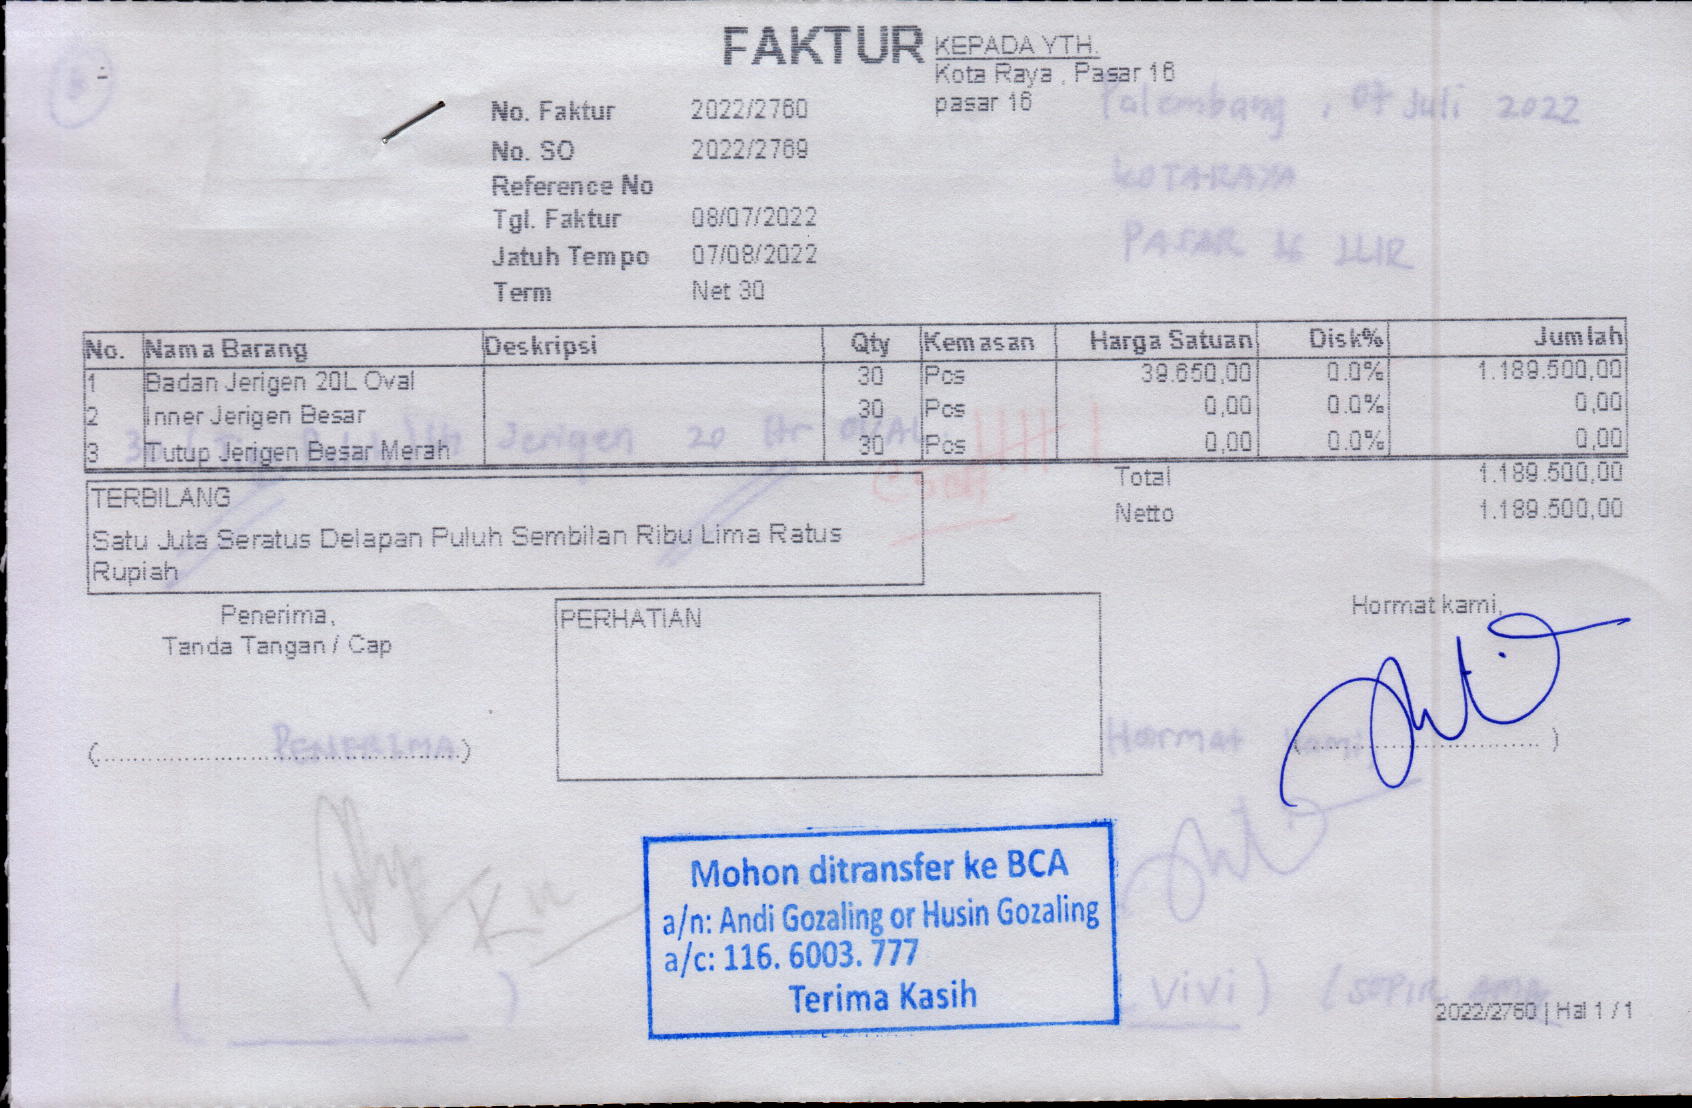 FAKTUR
KEPADA YTH.
Kota Raya , Pasar 16
pasar 16
No. Faktur 2022/2760
No. SO 2022/2769
Reference No
Tgl. Faktur 08/07/2022
Jatuh Tempo 07/08/2022
Term Net 30
Palembang , 07 Juli 2022
KOTARAYA
PASAR 16 ILIR
No. Nama Barang Deskripsi Qty Kemasan Harga Satuan Disk% Jumlah
1 Badan Jerigen 20L Oval 30 Pcs 39.650,00 0.0% 1.189.500,00
2 Inner Jerigen Besar 30 Pcs 0,00 0.0% 0,00
3 Tutup Jerigen Besar Merah 30 Pcs 0,00 0.0% 0,00
Jerigen 20 ltr OVAL
Total 1.189.500,00
Netto 1.189.500,00
TERBILANG
Satu Juta Seratus Delapan Puluh Sembilan Ribu Lima Ratus
Rupiah
Penerima,
Tanda Tangan / Cap
PERHATIAN
Hormat kami,
(..........................................................)
PENERIMA
Hormat kami
Mohon ditransfer ke BCA
a/n: Andi Gozaling or Husin Gozaling
a/c: 116. 6003. 777
Terima Kasih
( VIVI ) (SOPIR
2022/2760 | Hal 1 / 1